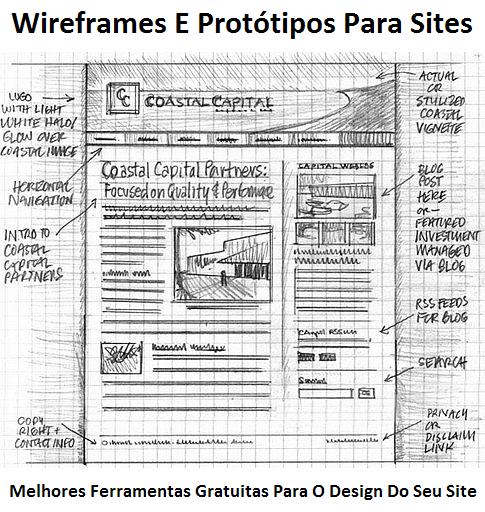 Wireframes E Protótipos Para Sites
LOGO
WITH LIGHT
WHITE HALO/
GLOW OVER
COASTAL IMAGE
HORIZONTAL
NAVIGATION
INTRO TO
COASTAL
CAPITAL
PARTNERS
COPY
RIGHT +
CONTACT INFO
CC
COASTAL CAPITAL
Coastal Capital Partners:
Focused on Quality & Performance
CAPITAL WEBLOG
Capital RSS
Search
ACTUAL
OR
STYLIZED
COASTAL
VIGNETTE
BLOG
POST
HERE
OR
FEATURED
INVESTMENT
MANAGED
VIA BLOG
RSS FEEDS
FOR BLOG
SEARCH
PRIVACY
OR
DISCLAIM
LINK
Melhores Ferramentas Gratuitas Para O Design Do Seu Site